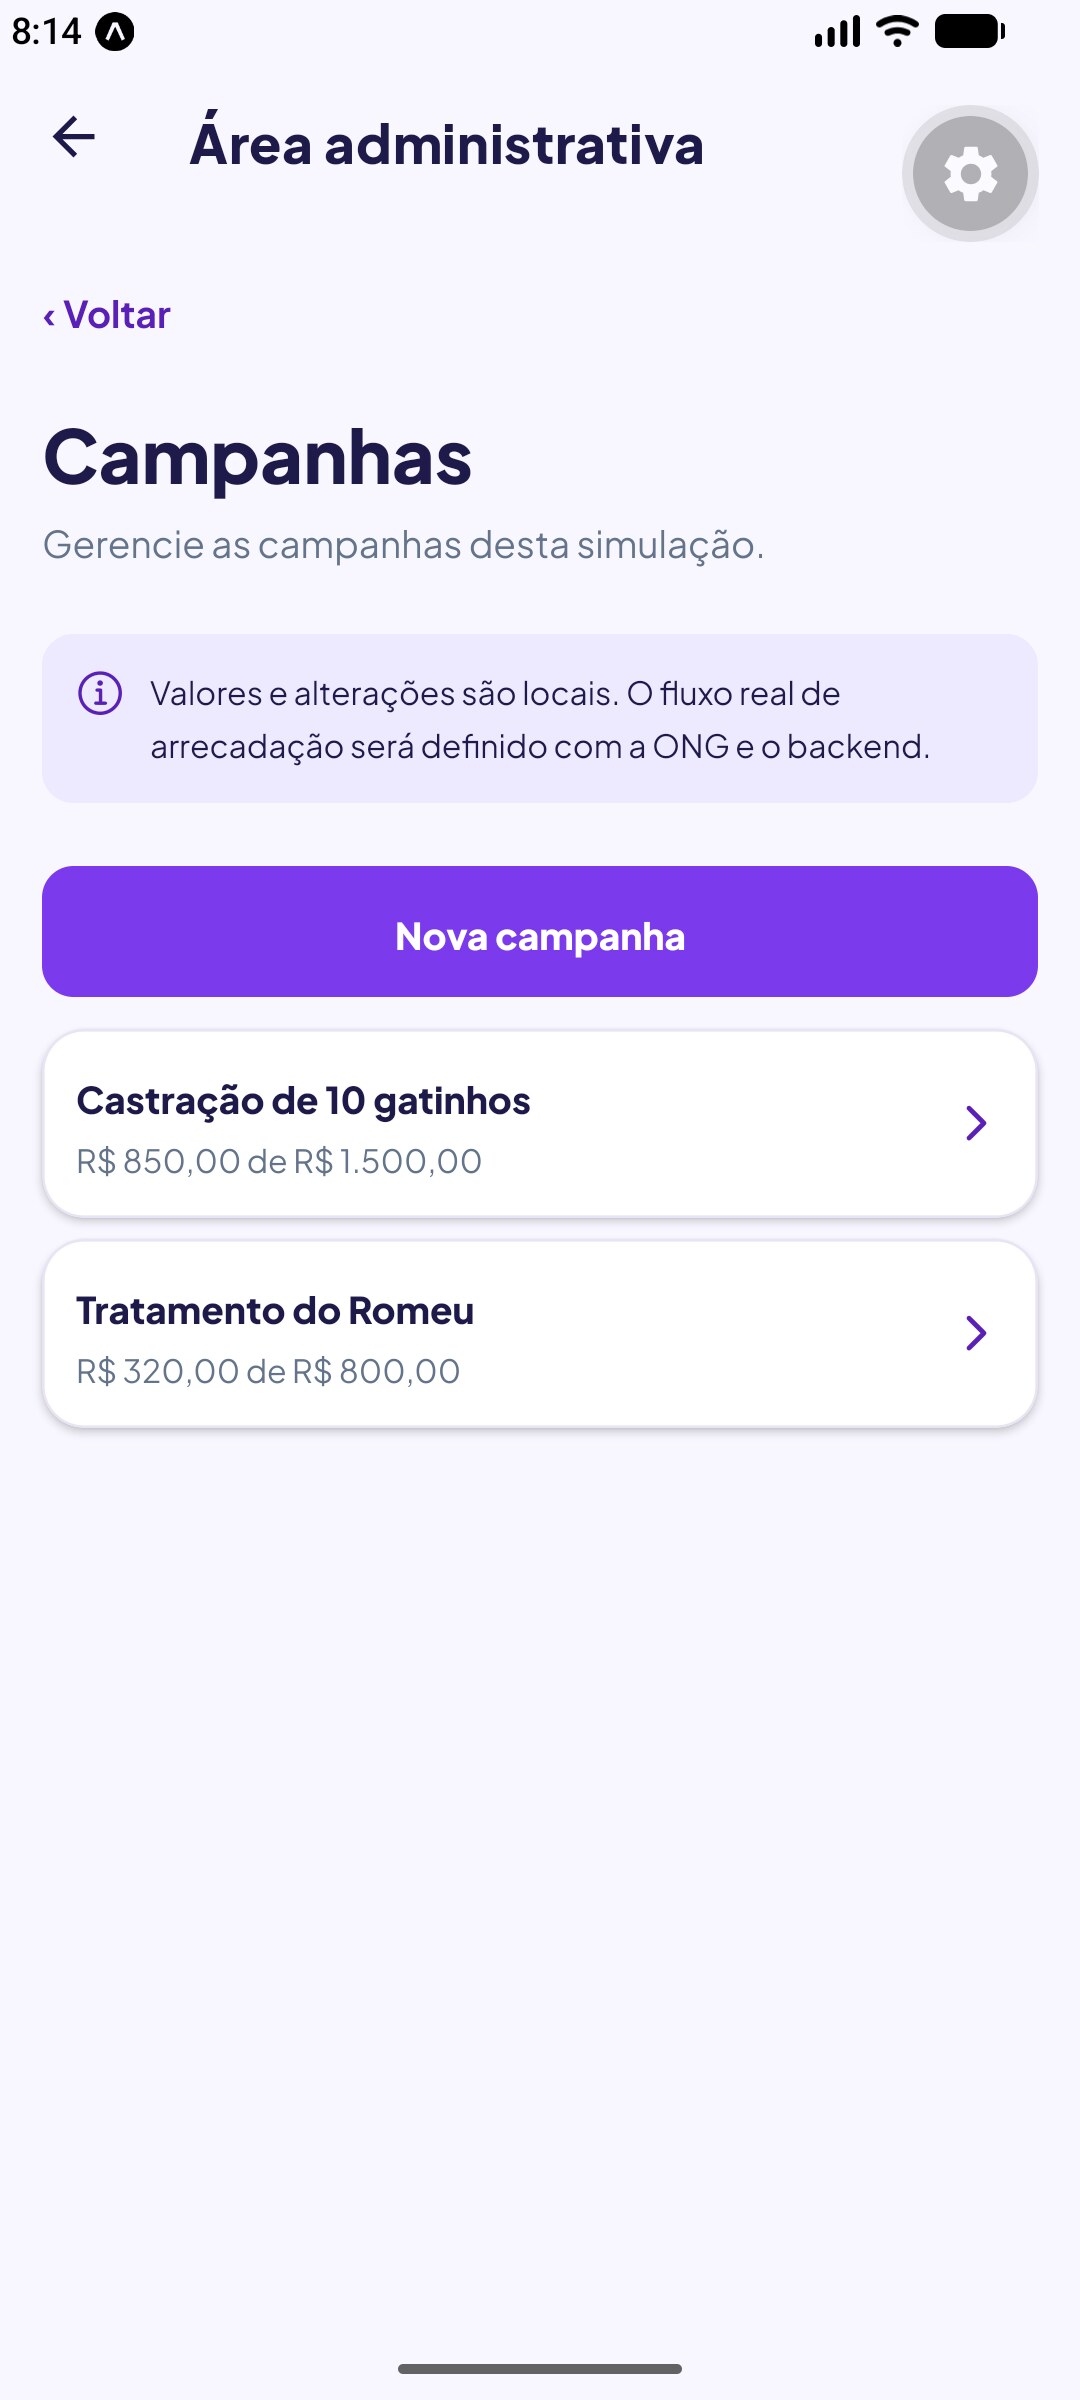 8:14
Área administrativa
‹ Voltar
Campanhas
Gerencie as campanhas desta simulação.
Valores e alterações são locais. O fluxo real de
arrecadação será definido com a ONG e o backend.
Nova campanha
Castração de 10 gatinhos
R$ 850,00 de R$ 1.500,00
Tratamento do Romeu
R$ 320,00 de R$ 800,00